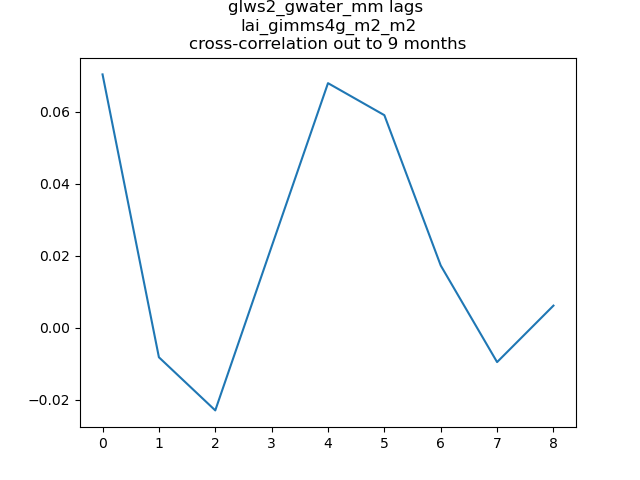 glws2_gwater_mm lags
lai_gimms4g_m2_m2
cross-correlation out to 9 months
0.06
0.04
0.02
0.00
−0.02
0 1 2 3 4 5 6 7 8